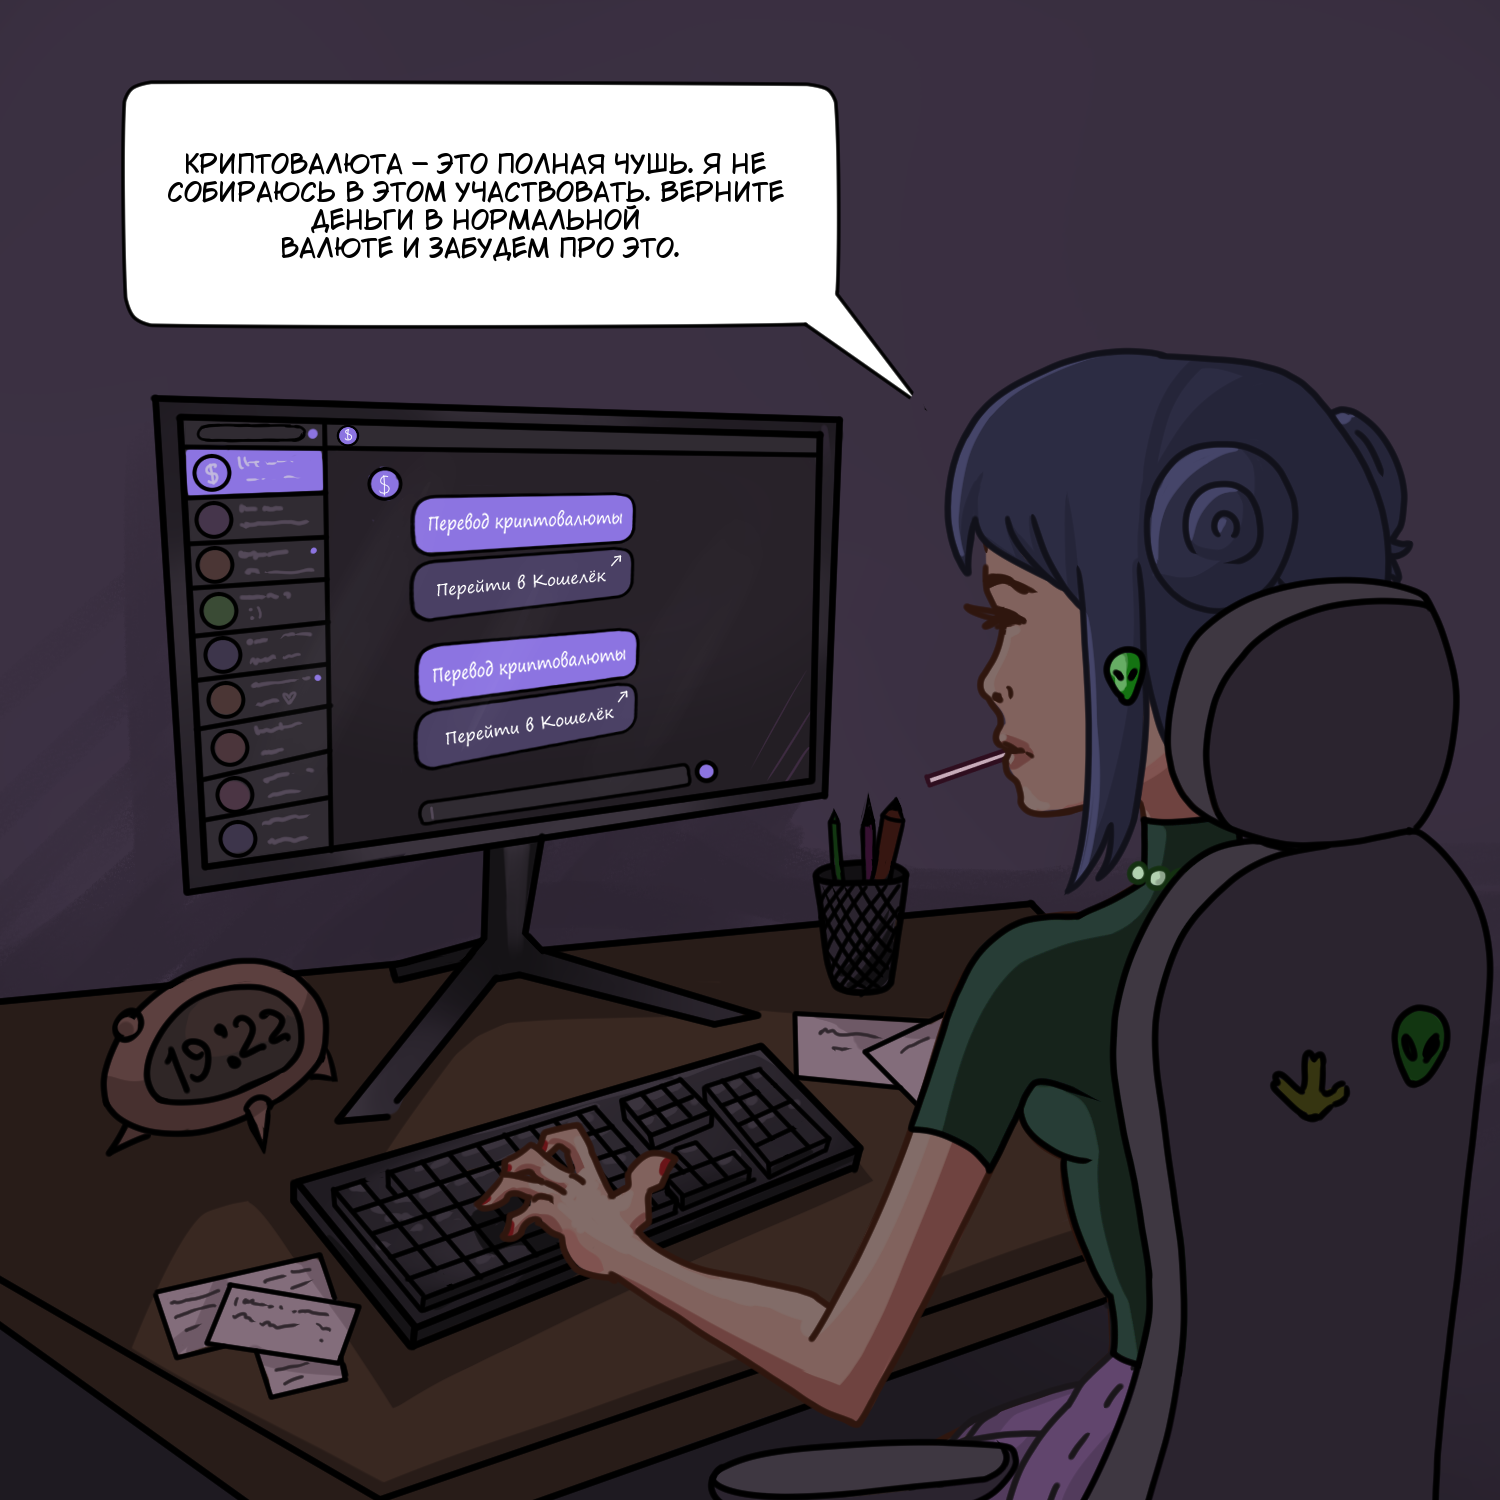 КРИПТОВАЛЮТА – ЭТО ПОЛНАЯ ЧУШЬ. Я НЕ
СОБИРАЮСЬ В ЭТОМ УЧАСТВОВАТЬ. ВЕРНИТЕ
ДЕНЬГИ В НОРМАЛЬНОЙ
ВАЛЮТЕ И ЗАБУДЕМ ПРО ЭТО.
$
$
$
Перевод криптовалюты
Перейти в Кошелёк
:)
Перевод криптовалюты
Перейти в Кошелёк
19:22